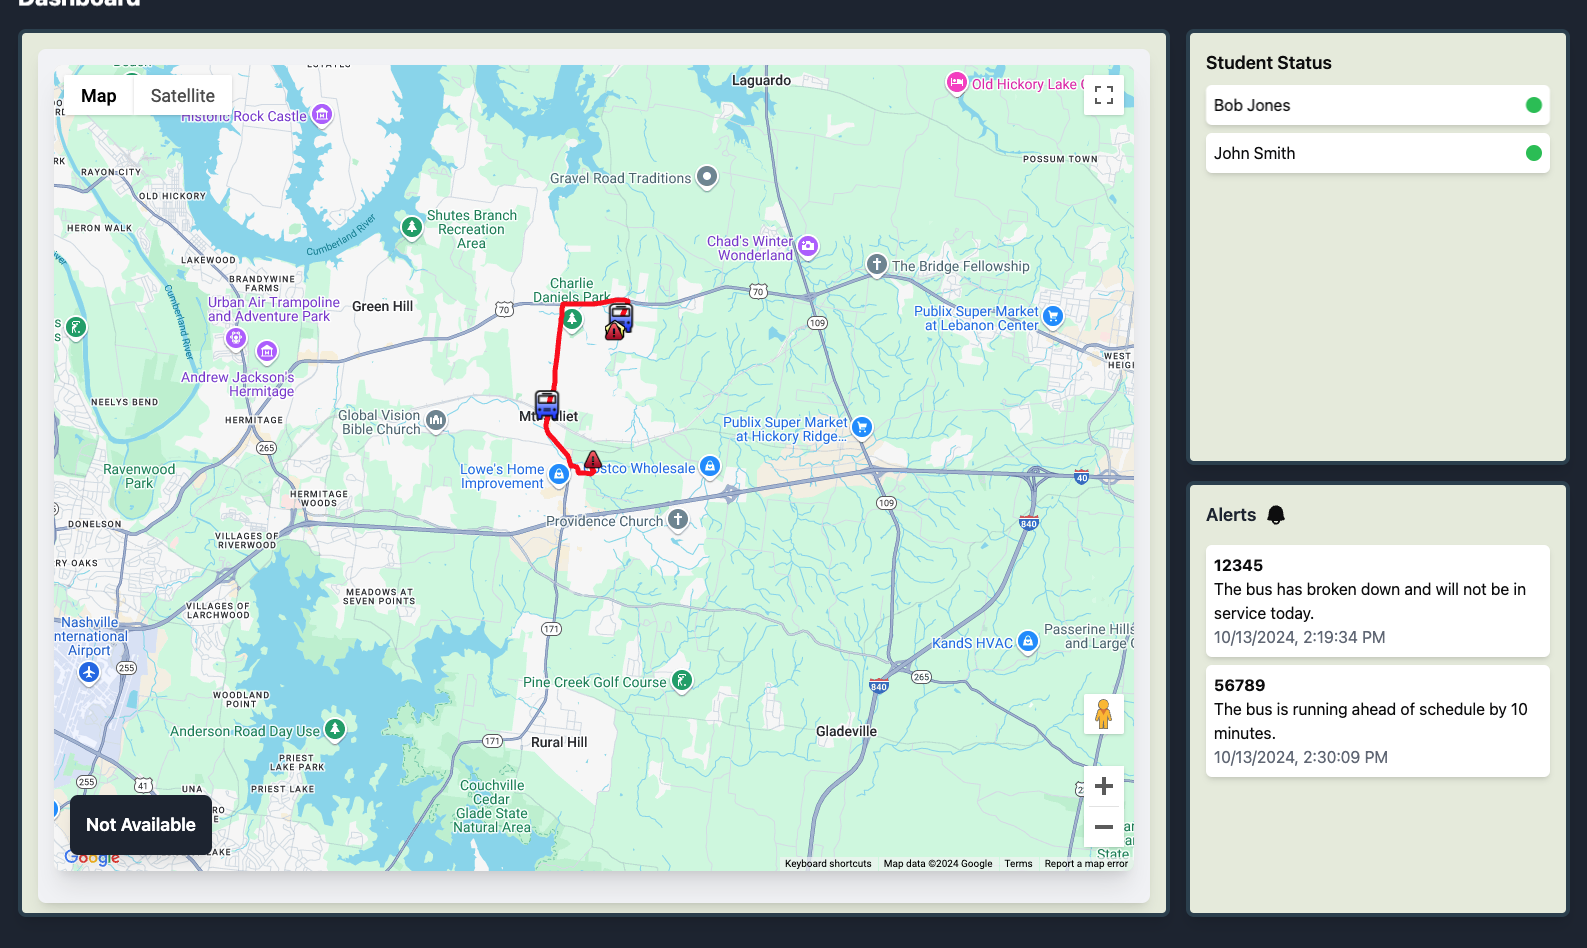 Dashboard
Map
Satellite
Historic Rock Castle
RAYON CITY
OLD HICKORY
HERON WALK
LAKEWOOD
BRANDYWINE
FARMS
Urban Air Trampoline
and Adventure Park
Andrew Jackson's
Hermitage
NEELYS BEND
HERMITAGE
265
Ravenwood
Park
HERMITAGE
WOODS
DONELSON
VILLAGES OF
RIVERWOOD
VILLAGES OF
LARCHWOOD
Nashville
nternational
Airport
255
WOODLAND
POINT
Anderson Road Day Use
PRIEST
LAKE PARK
PRIEST LAKE
255
41
UNA
Not Available
Google
Cumberland River
Cumberland River
Shutes Branch
Recreation
Area
Green Hill
70
Charlie
Daniels Park
Global Vision
Bible Church
Lowe's Home
Improvement
ostco Wholesale
Providence Church
MEADOWS AT
SEVEN POINTS
171
Pine Creek Golf Course
171
Rural Hill
Couchville
Cedar
Glade State
Natural Area
Laguardo
Old Hickory Lake
Gravel Road Traditions
POSSUM TOWN
Chad's Winter
Wonderland
The Bridge Fellowship
70
109
Publix Super Market
at Lebanon Center
WEST
HEIG
Publix Super Market
at Hickory Ridge...
40
109
840
KandS HVAC
Passerine Hills
and Large
265
840
Gladeville
State
Keyboard shortcuts
Map data ©2024 Google
Terms
Report a map error
Student Status
Bob Jones
John Smith
Alerts
12345
The bus has broken down and will not be in
service today.
10/13/2024, 2:19:34 PM
56789
The bus is running ahead of schedule by 10
minutes.
10/13/2024, 2:30:09 PM